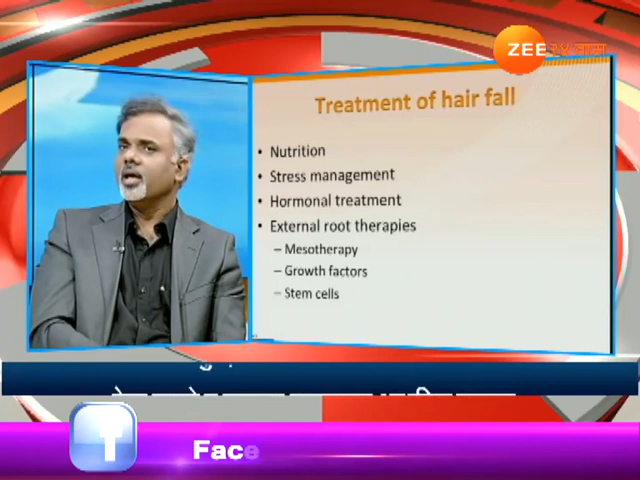 ZEE २४ तास
Treatment of hair fall
• Nutrition
• Stress management
• Hormonal treatment
• External root therapies
– Mesotherapy
– Growth factors
– Stem cells
Face